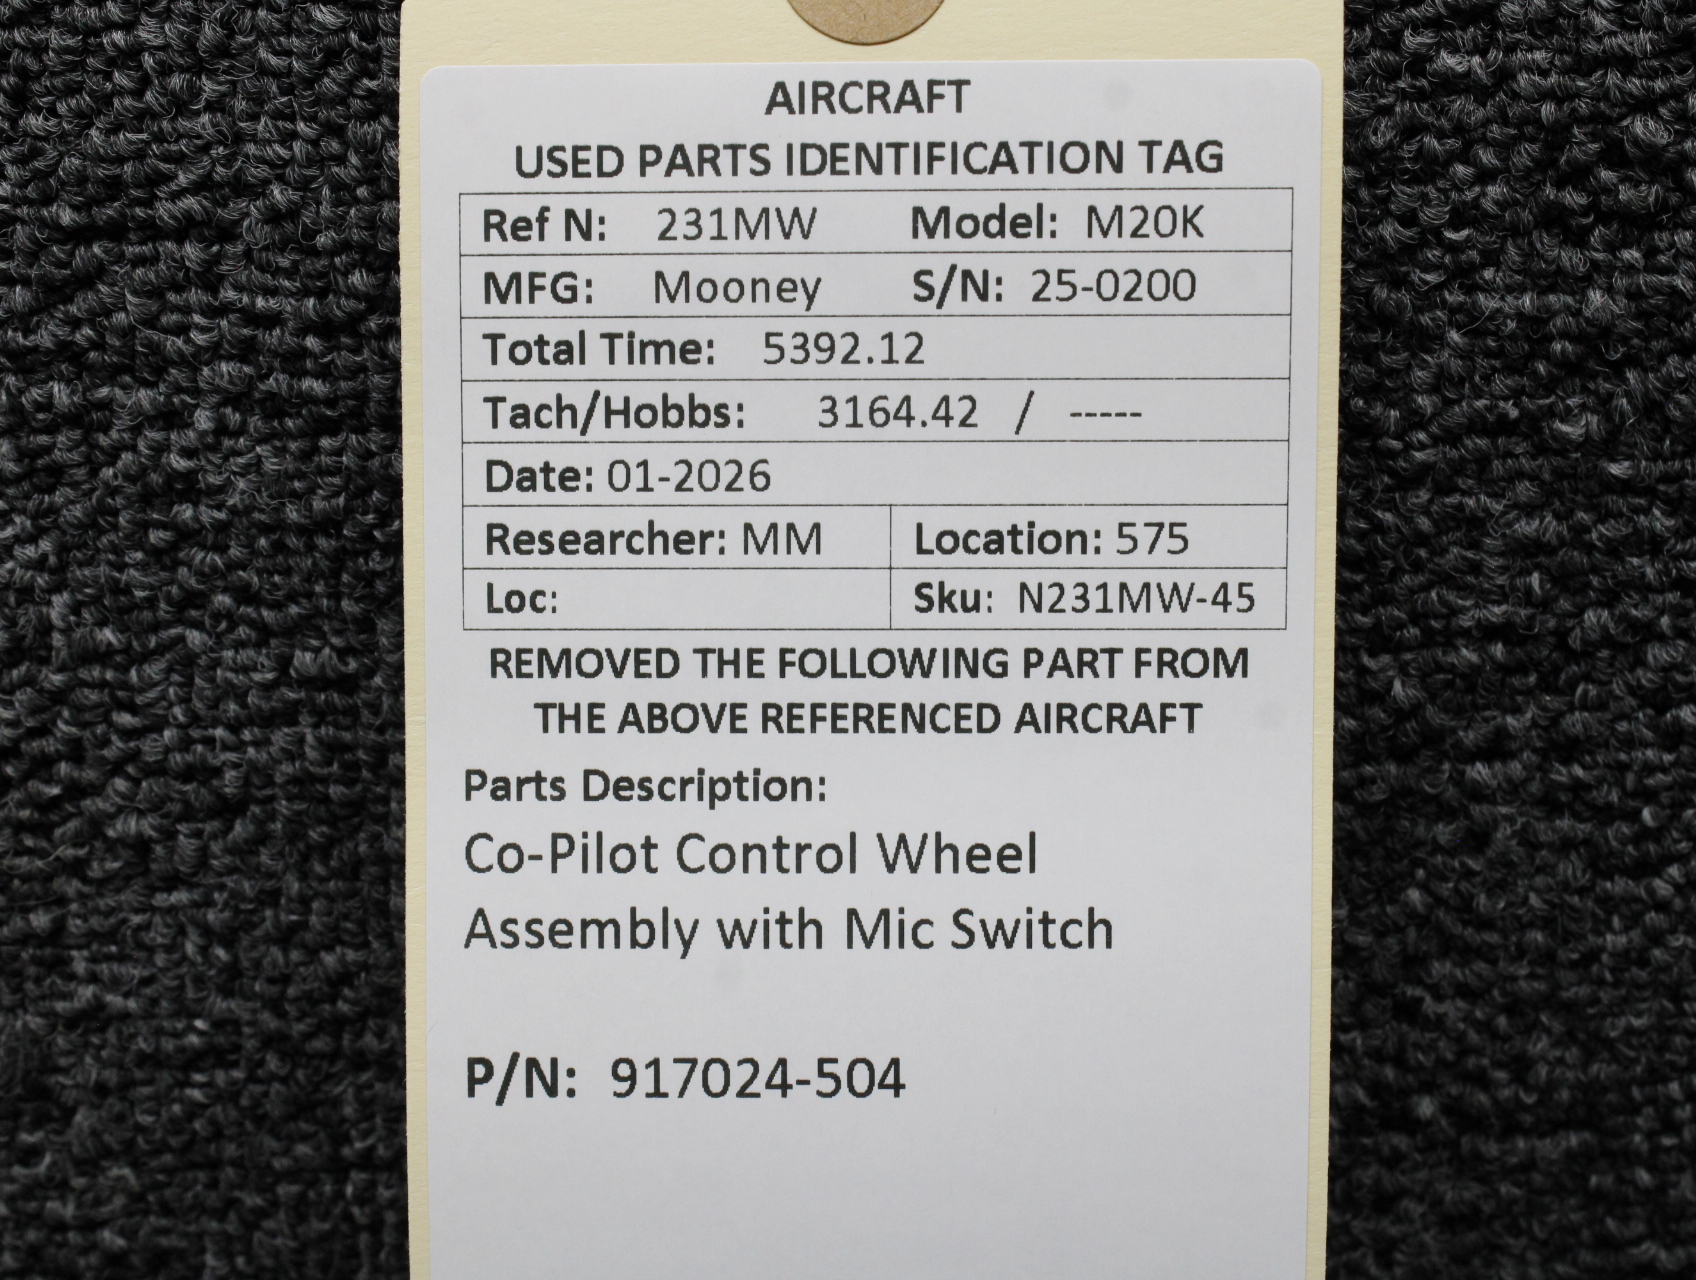 AIRCRAFT
USED PARTS IDENTIFICATION TAG
Ref N: 231MW Model: M20K
MFG: Mooney S/N: 25-0200
Total Time: 5392.12
Tach/Hobbs: 3164.42 / -----
Date: 01-2026
Researcher: MM Location: 575
Loc: Sku: N231MW-45
REMOVED THE FOLLOWING PART FROM
THE ABOVE REFERENCED AIRCRAFT
Parts Description:
Co-Pilot Control Wheel
Assembly with Mic Switch
P/N: 917024-504